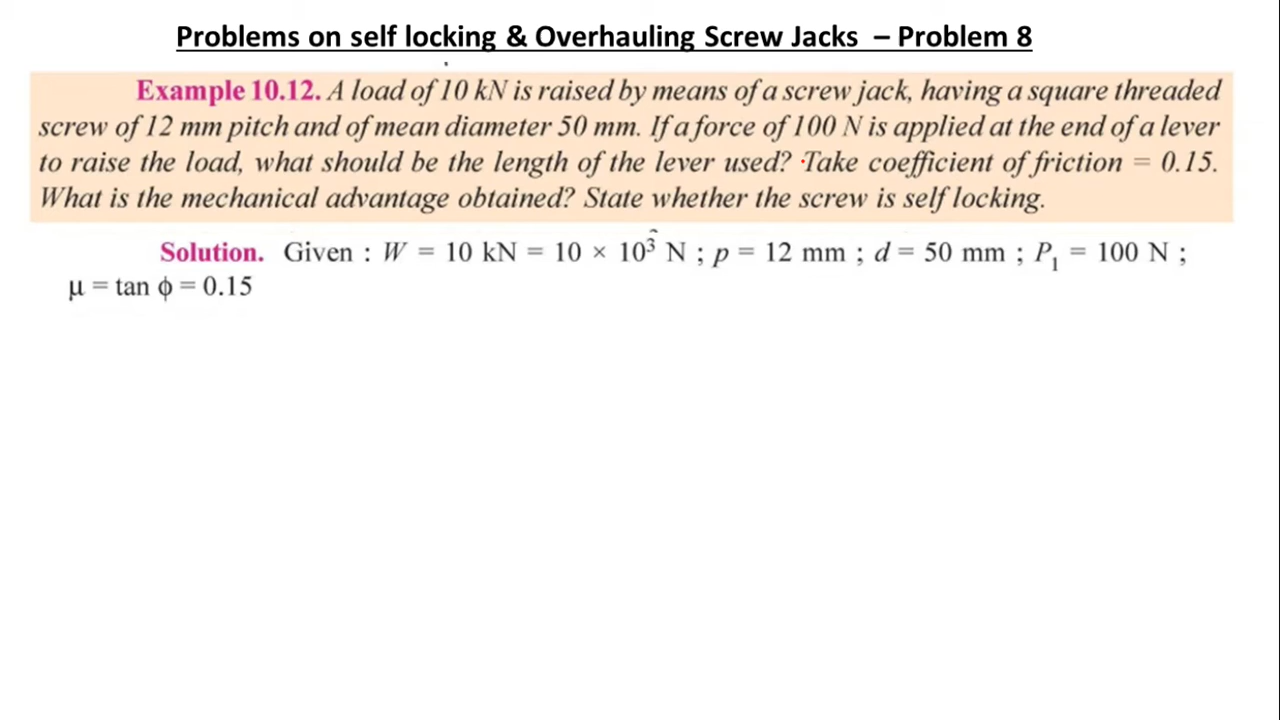 Problems on self locking & Overhauling Screw Jacks – Problem 8
Example 10.12. A load of 10 kN is raised by means of a screw jack, having a square threaded
screw of 12 mm pitch and of mean diameter 50 mm. If a force of 100 N is applied at the end of a lever
to raise the load, what should be the length of the lever used? Take coefficient of friction = 0.15.
What is the mechanical advantage obtained? State whether the screw is self locking.
Solution. Given : W = 10 kN = 10 × 10³ N ; p = 12 mm ; d = 50 mm ; P₁ = 100 N ;
μ = tan ϕ = 0.15